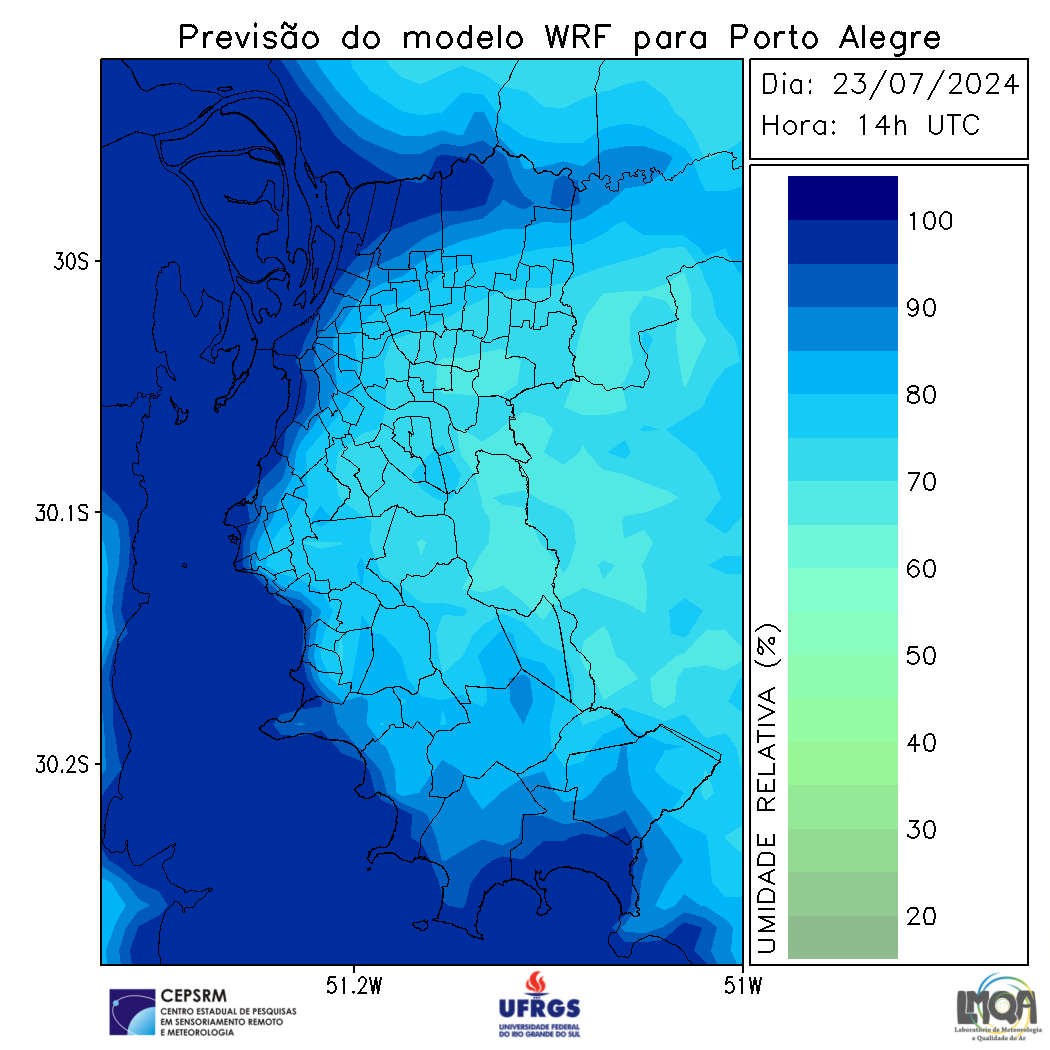 Previsão do modelo WRF para Porto Alegre
Dia: 23/07/2024
Hora: 14h UTC
30S
30.1S
30.2S
51.2W
51W
100
90
80
70
60
50
40
30
20
UMIDADE RELATIVA (%)
CEPSRM
CENTRO ESTADUAL DE PESQUISAS
EM SENSORIAMENTO REMOTO
E METEOROLOGIA
UFRGS
UNIVERSIDADE FEDERAL
DO RIO GRANDE DO SUL
LMQA
Laboratório de Meteorologia
e Qualidade do Ar